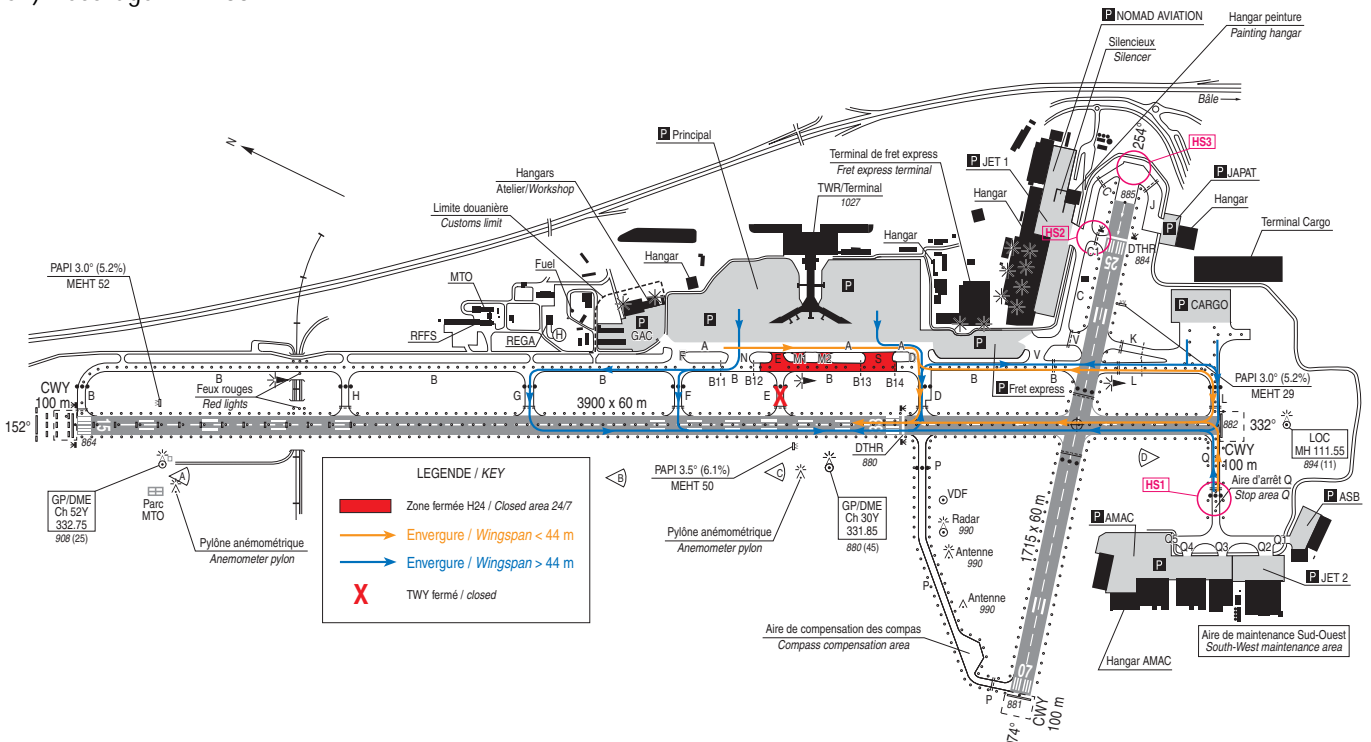 NOMAD AVIATION
Hangar peinture
Painting hangar
Silencieux
Silencer
Bâle
254°
HS3
N
P Principal
Terminal de fret express
Fret express terminal
P JET 1
Hangar
885
J
P JAPAT
Hangar
Terminal Cargo
Hangars
Atelier/Workshop
TWR/Terminal
1027
Limite douanière
Customs limit
Hangar
Hangar
HS2
C
C1
DTHR
884
25
PAPI 3.0° (5.2%)
MEHT 52
MTO
Fuel
P
P
GAC
P
P
C
P CARGO
RFFS
REGA
H
F
A
N
E
M1
M2
A
S
A
D
V
V
K
CWY
100 m
B
B
H
B
G
B
F
B11
B
B12
E
B
B13
B14
D
B
P Fret express
B
L
L
PAPI 3.0° (5.2%)
MEHT 29
Feux rouges
Red lights
3900 x 60 m
152°
15
33
864
DTHR
880
882
332°
LOC
MH 111.55
894 (11)
CWY
100 m
Q
HS1
Aire d'arrêt Q
Stop area Q
P ASB
GP/DME
Ch 52Y
332.75
908 (25)
A
Parc
MTO
Pylône anémométrique
Anemometer pylon
LEGENDE / KEY
Zone fermée H24 / Closed area 24/7
Envergure / Wingspan < 44 m
Envergure / Wingspan > 44 m
X TWY fermé / closed
B
PAPI 3.5° (6.1%)
MEHT 50
C
Pylône anémométrique
Anemometer pylon
GP/DME
Ch 30Y
331.85
880 (45)
P
VDF
Radar
990
Antenne
990
Antenne
990
P
D
1715 x 60 m
P AMAC
Q5
Q4
Q3
Q2
Q1
P
P JET 2
Aire de compensation des compas
Compass compensation area
Hangar AMAC
Aire de maintenance Sud-Ouest
South-West maintenance area
P
07
881
CWY
100 m